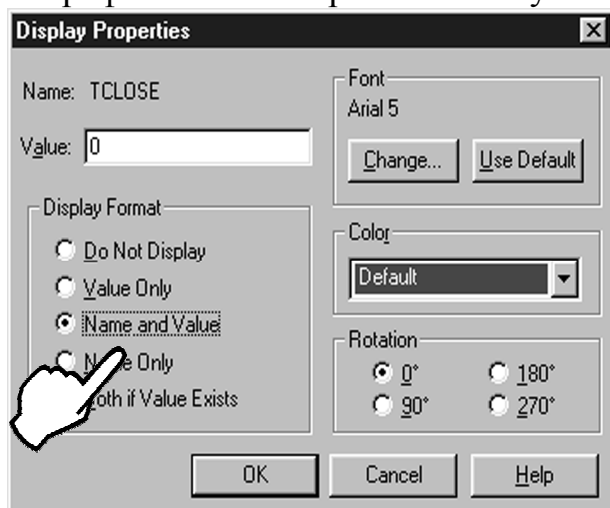 Display Properties
Name: TCLOSE
Value: 0
Display Format
Do Not Display
Value Only
Name and Value
Only
if Value Exists
Font
Arial 5
Change... Use Default
Color
Default
Rotation
0° 180°
90° 270°
OK Cancel Help